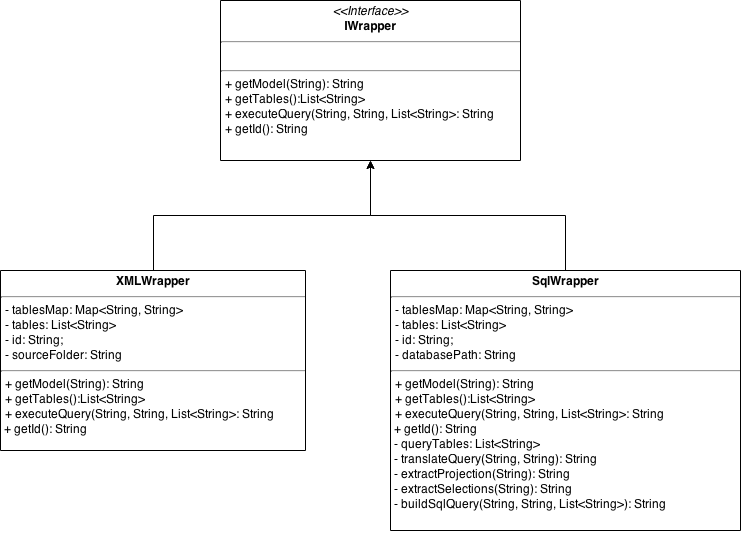 <<Interface>>
IWrapper
+ getModel(String): String
+ getTables():List<String>
+ executeQuery(String, String, List<String>: String
+ getId(): String
XMLWrapper
- tablesMap: Map<String, String>
- tables: List<String>
- id: String;
- sourceFolder: String
+ getModel(String): String
+ getTables():List<String>
+ executeQuery(String, String, List<String>: String
+ getId(): String
SqlWrapper
- tablesMap: Map<String, String>
- tables: List<String>
- id: String;
- databasePath: String
+ getModel(String): String
+ getTables():List<String>
+ executeQuery(String, String, List<String>: String
+ getId(): String
- queryTables: List<String>
- translateQuery(String, String): String
- extractProjection(String): String
- extractSelections(String): String
- buildSqlQuery(String, String, List<String>): String